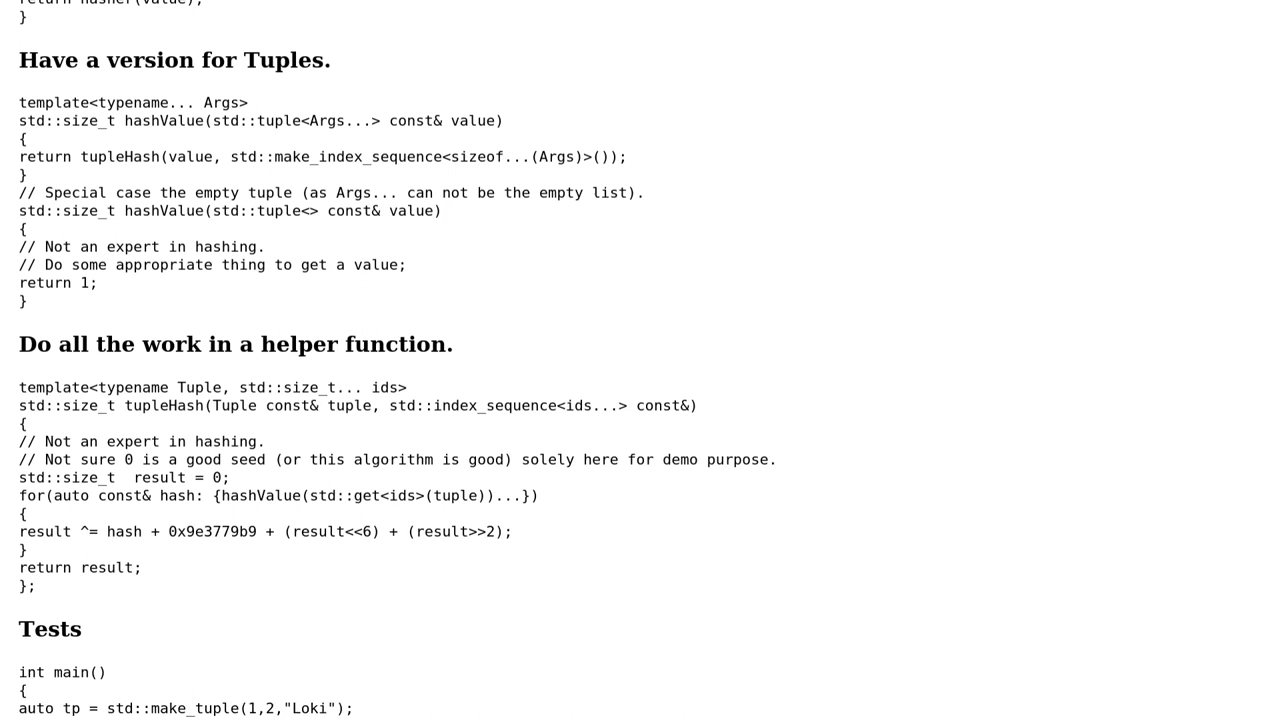 return hasher(value);
}
Have a version for Tuples.
template<typename... Args>
std::size_t hashValue(std::tuple<Args...> const& value)
{
return tupleHash(value, std::make_index_sequence<sizeof...(Args)>());
}
// Special case the empty tuple (as Args... can not be the empty list).
std::size_t hashValue(std::tuple<> const& value)
{
// Not an expert in hashing.
// Do some appropriate thing to get a value;
return 1;
}
Do all the work in a helper function.
template<typename Tuple, std::size_t... ids>
std::size_t tupleHash(Tuple const& tuple, std::index_sequence<ids...> const&)
{
// Not an expert in hashing.
// Not sure 0 is a good seed (or this algorithm is good) solely here for demo purpose.
std::size_t  result = 0;
for(auto const& hash: {hashValue(std::get<ids>(tuple))...})
{
result ^= hash + 0x9e3779b9 + (result<<6) + (result>>2);
}
return result;
};
Tests
int main()
{
auto tp = std::make_tuple(1,2,"Loki");